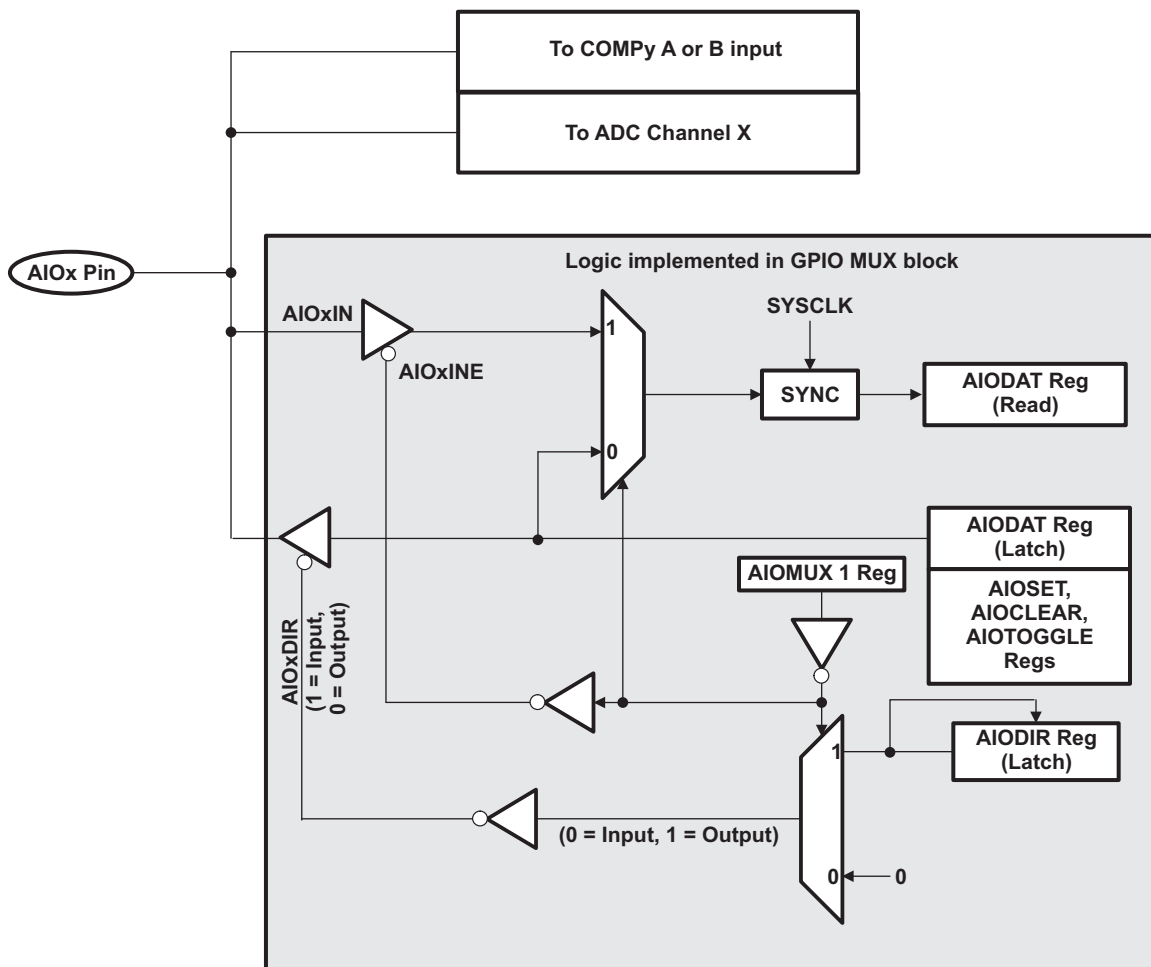 To COMPy A or B input
To ADC Channel X
AIOx Pin
Logic implemented in GPIO MUX block
AIOxIN
1
SYSCLK
AIOxINE
SYNC
AIODAT Reg
(Read)
0
AIODAT Reg
(Latch)
AIOMUX 1 Reg
AIOSET,
AIOCLEAR,
AIOTOGGLE
Regs
AIOxDIR
(1 = Input,
0 = Output)
1
AIODIR Reg
(Latch)
(0 = Input, 1 = Output)
0
0